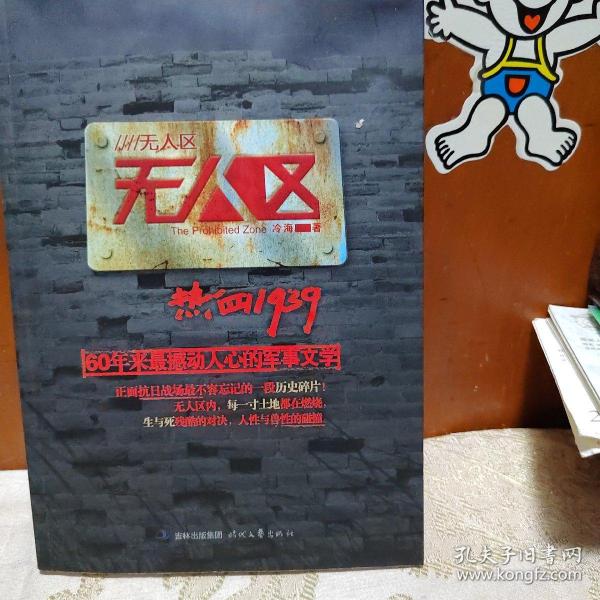 无人区
无人区
The Prohibited Zone 冷海 著
热血1939
60年来最撼动人心的军事文学
正面抗日战场最不容忘记的一段历史碎片!
无人区内,每一寸土地都在燃烧,
生与死残酷的对决,人性与兽性的碰撞
吉林出版集团 时代文艺出版社
孔夫子旧书网
www.kongfz.com